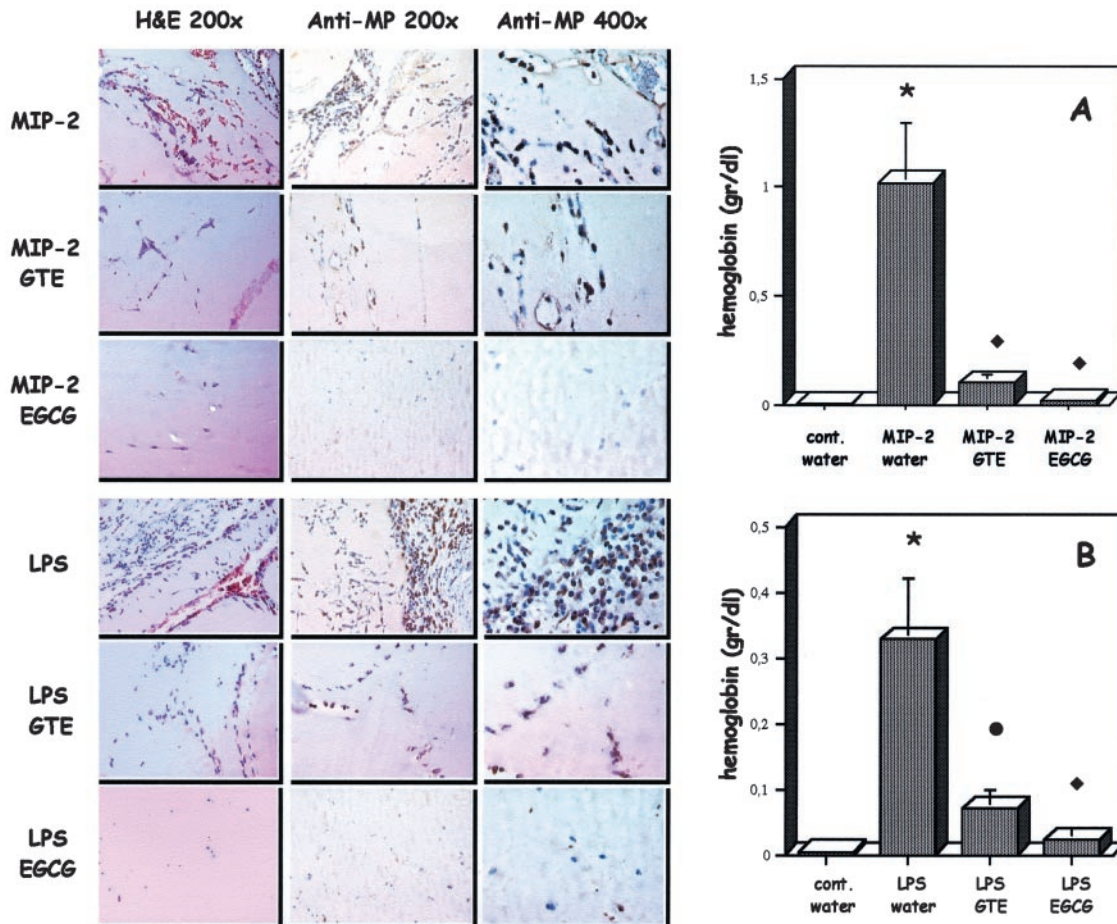 H&E 200x Anti-MP 200x Anti-MP 400x
MIP-2
MIP-2
GTE
MIP-2
EGCG
LPS
LPS
GTE
LPS
EGCG
A
hemoglobin (gr/dl)
1,5
1
0,5
0
*
cont. MIP-2 MIP-2 MIP-2
water water GTE EGCG
B
hemoglobin (gr/dl)
0,5
0,4
0,3
0,2
0,1
0
*
cont. LPS LPS LPS
water water GTE EGCG